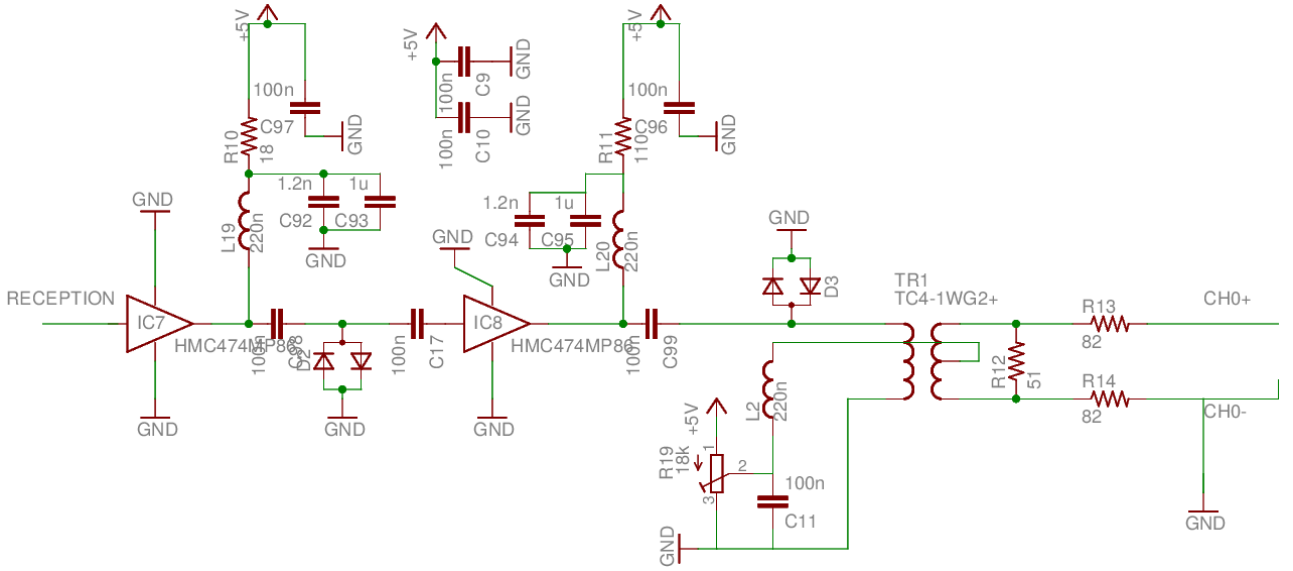 +5V
+5V
+5V
100n
C97
GND
R10
18
1.2n
1u
C92
C93
GND
L19
220n
100n
C9
GND
100n
C10
GND
100n
C96
GND
R11
110
1.2n
1u
C94
C95
GND
L20
220n
GND
GND
GND
RECEPTION
IC7
HMC474MP86
GND
100n
C98
D2
GND
100n
C17
IC8
HMC474MP86
GND
100n
C99
D3
TR1
TC4-1WG2+
R13
82
CH0+
R12
51
R14
82
CH0-
GND
L2
220n
+5V
R19
18k
1
2
3
100n
C11
GND